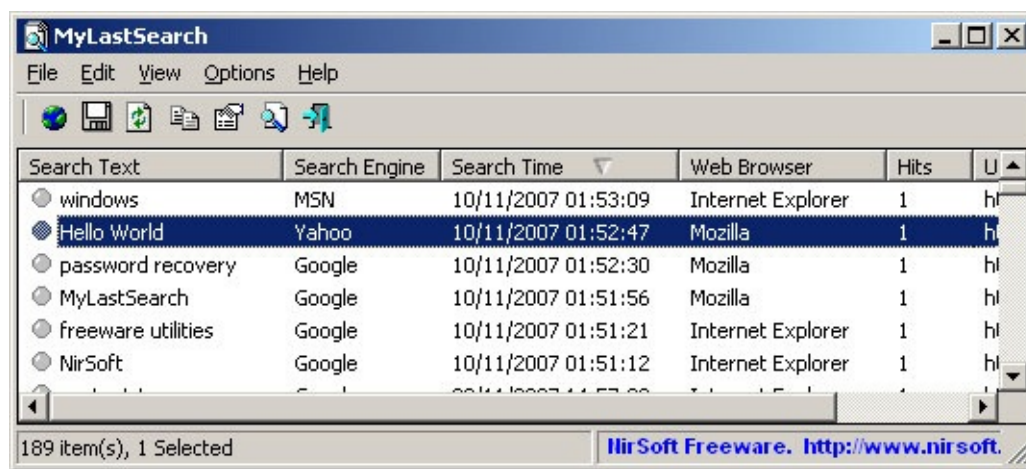 MyLastSearch
File Edit View Options Help
Search Text Search Engine Search Time Web Browser Hits
windows MSN 10/11/2007 01:53:09 Internet Explorer 1
Hello World Yahoo 10/11/2007 01:52:47 Mozilla 1
password recovery Google 10/11/2007 01:52:30 Mozilla 1
MyLastSearch Google 10/11/2007 01:51:56 Mozilla 1
freeware utilities Google 10/11/2007 01:51:21 Internet Explorer 1
NirSoft Google 10/11/2007 01:51:12 Internet Explorer 1
189 item(s), 1 Selected NirSoft Freeware. http://www.nirsoft.